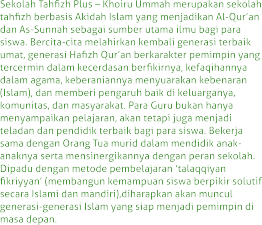 Sekolah Tahfizh Plus – Khoiru Ummah merupakan sekolah
tahfizh berbasis Akidah Islam yang menjadikan Al-Qur'an
dan As-Sunnah sebagai sumber utama ilmu bagi para
siswa. Bercita-cita melahirkan kembali generasi terbaik
umat, generasi Hafizh Qur'an berkarakter pemimpin yang
tercermin dalam kecerdasan berfikirnya, kefaqihannya
dalam agama, keberaniannya menyuarakan kebenaran
(Islam), dan memberi pengaruh baik di keluarganya,
komunitas, dan masyarakat. Para Guru bukan hanya
menyampaikan pelajaran, akan tetapi juga menjadi
teladan dan pendidik terbaik bagi para siswa. Bekerja
sama dengan Orang Tua murid dalam mendidik anak-
anaknya serta mensinergikannya dengan peran sekolah.
Dipadu dengan metode pembelajaran 'talaqqiyan
fikriyyan' (membangun kemampuan siswa berpikir solutif
secara Islami dan mandiri),diharapkan akan muncul
generasi-generasi Islam yang siap menjadi pemimpin di
masa depan.